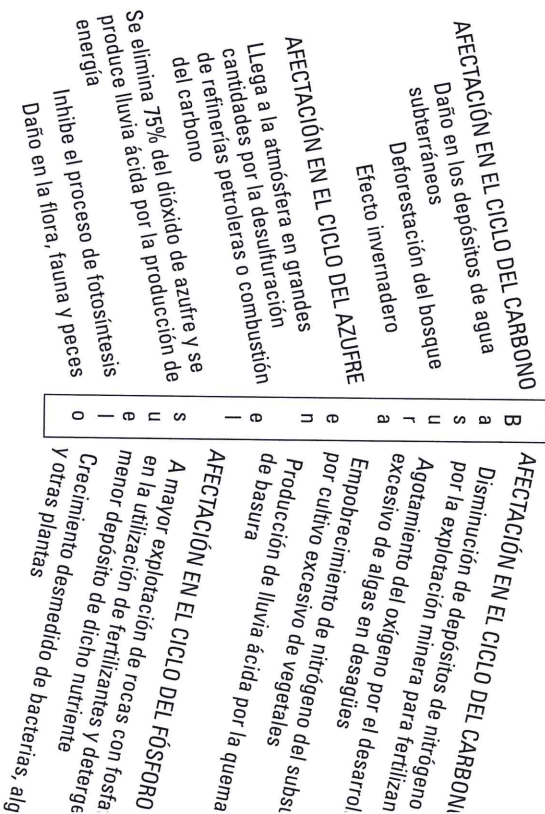 AFECTACIÓN EN EL CICLO DEL CARBONO
Daño en los depósitos de agua
subterráneos
Deforestación del bosque
Efecto invernadero
AFECTACIÓN EN EL CICLO DEL AZUFRE
Llega a la atmósfera en grandes
cantidades por la desulfuración
de refinerías petroleras o combustión
del carbono
Se elimina 75% del dióxido de azufre y se
produce lluvia ácida por la producción de
energía
Inhibe el proceso de fotosíntesis
Daño en la flora, fauna y peces
B
a
s
u
r
a
e
n
e
l
s
u
e
l
o
AFECTACIÓN EN EL CICLO DEL CARBON
Disminución de depósitos de nitrógeno
por la explotación minera para fertilizan
Agotamiento del oxígeno por el desarrol
excesivo de algas en desagües
Empobrecimiento de nitrógeno del subsu
por cultivo excesivo de vegetales
Producción de lluvia ácida por la quema
de basura
AFECTACIÓN EN EL CICLO DEL FÓSFORO
A mayor explotación de rocas con fosfa
en la utilización de fertilizantes y deterge
menor depósito de dicho nutriente
Crecimiento desmedido de bacterias, alg
y otras plantas